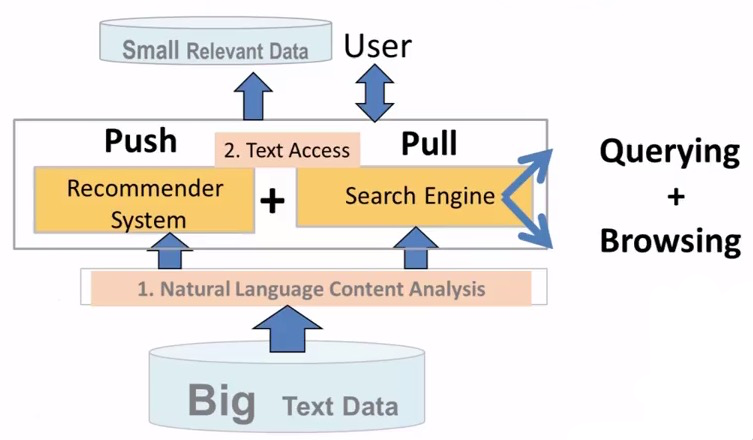 Small Relevant Data
User
Push
2. Text Access
Pull
Querying
+
Browsing
Recommender
System
+
Search Engine
1. Natural Language Content Analysis
Big Text Data